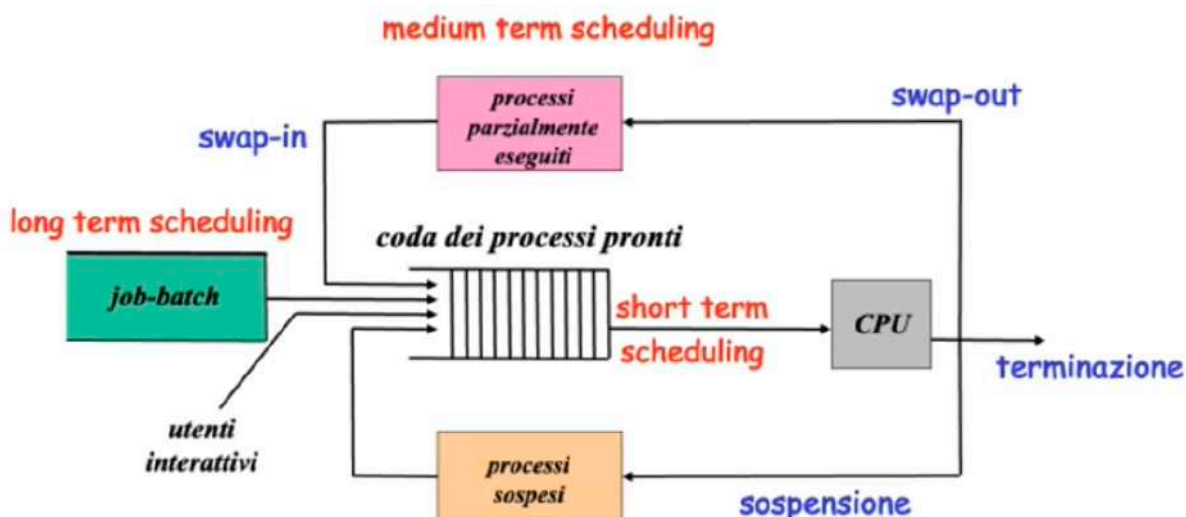 medium term scheduling
processi
parzialmente
eseguiti
swap-out
swap-in
long term scheduling
coda dei processi pronti
job-batch
short term
scheduling
CPU
terminazione
utenti
interattivi
processi
sospesi
sospensione